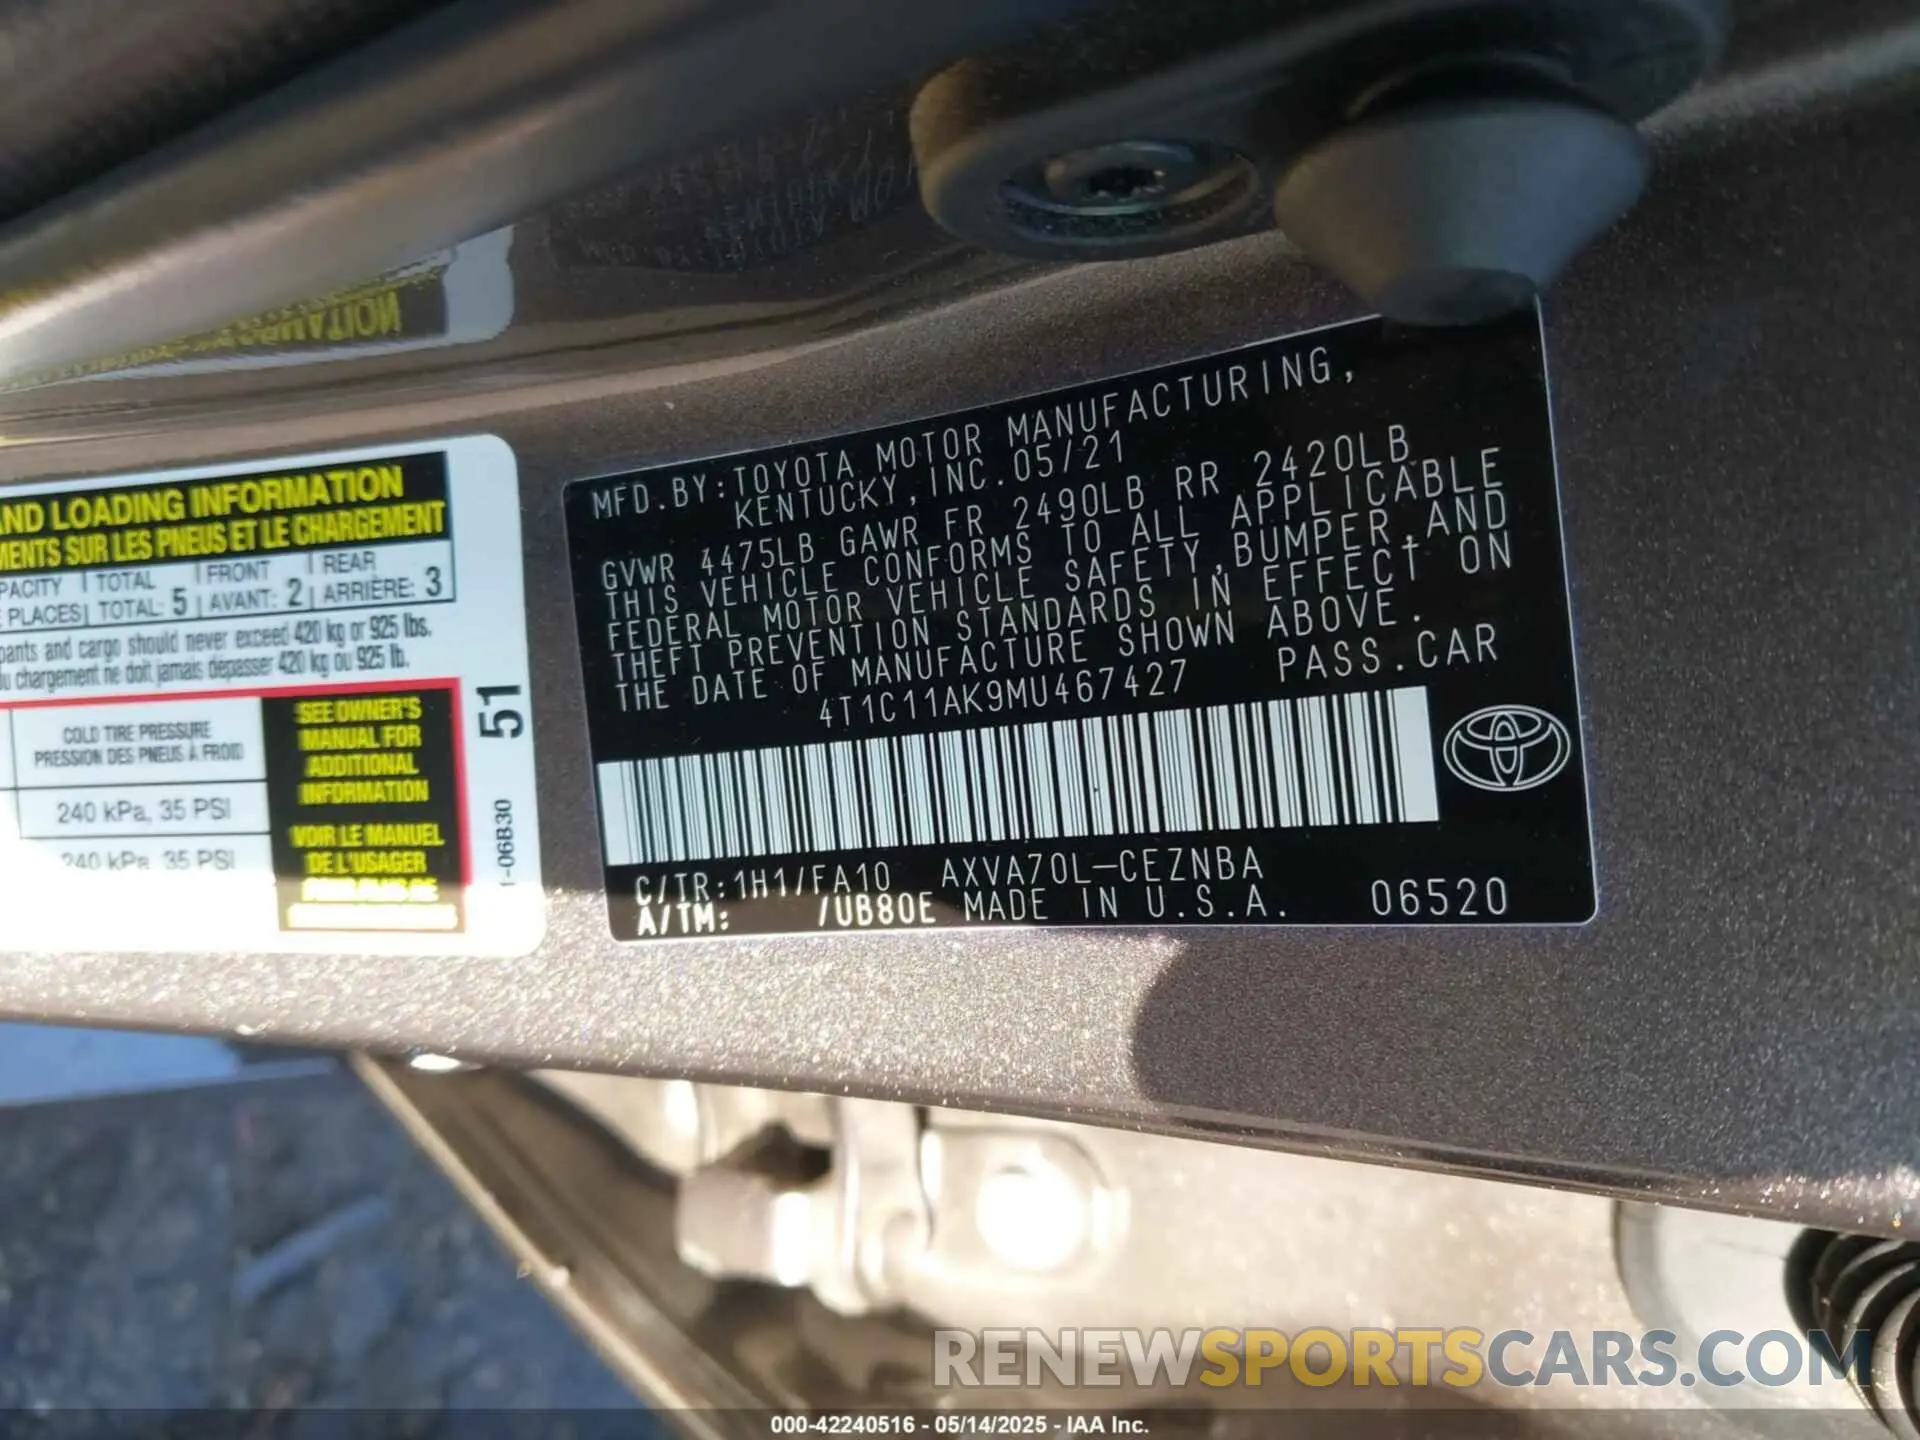 NOITAMROFNI
AND LOADING INFORMATION
SUR LES PNEUS ET LE CHARGEMENT
TOTAL FRONT REAR
PLACES TOTAL: 5 AVANT: 2 ARRIÈRE: 3
and cargo should never exceed 420 kg or 925 lbs.
chargement ne doit jamais dépasser 420 kg ou 925 lb.
COLD TIRE PRESSURE
PRESSION DES PNEUS À FROID
240 kPa, 35 PSI
240 kPa, 35 PSI
SEE OWNER'S
MANUAL FOR
ADDITIONAL
INFORMATION
VOIR LE MANUEL
DE L'USAGER
POUR PLUS DE
51
-06B30
MFD.BY:TOYOTA MOTOR MANUFACTURING,
KENTUCKY,INC.05/21
GVWR 4475LB GAWR FR 2490LB RR 2420LB
THIS VEHICLE CONFORMS TO ALL APPLICABLE
FEDERAL MOTOR VEHICLE SAFETY,BUMPER,AND
THEFT PREVENTION STANDARDS IN EFFECT ON
THE DATE OF MANUFACTURE SHOWN ABOVE.
4T1C11AK9MU467427 PASS.CAR
C/TR:1H1/FA10 AXVA70L-CEZNBA
A/TM: /UB80E MADE IN U.S.A. 06520
RENEWSPORTSCARS.COM
000-42240516 - 05/14/2025 - IAA Inc.